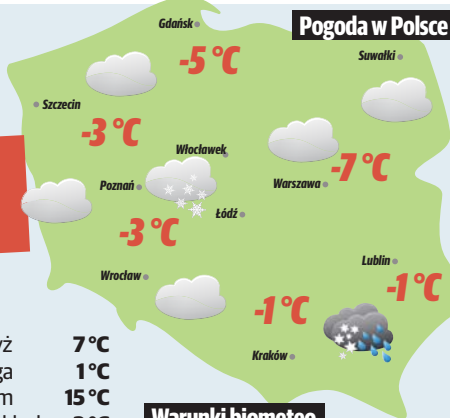 Gdańsk
Pogoda w Polsce
-5 °C
Suwałki
Szczecin
-3 °C
Włocławek
-7 °C
Poznań
Warszawa
Łódź
-3 °C
Lublin
Wrocław
-1 °C
-1 °C
Kraków
7 °C
1 °C
15 °C
Warunki biometeo